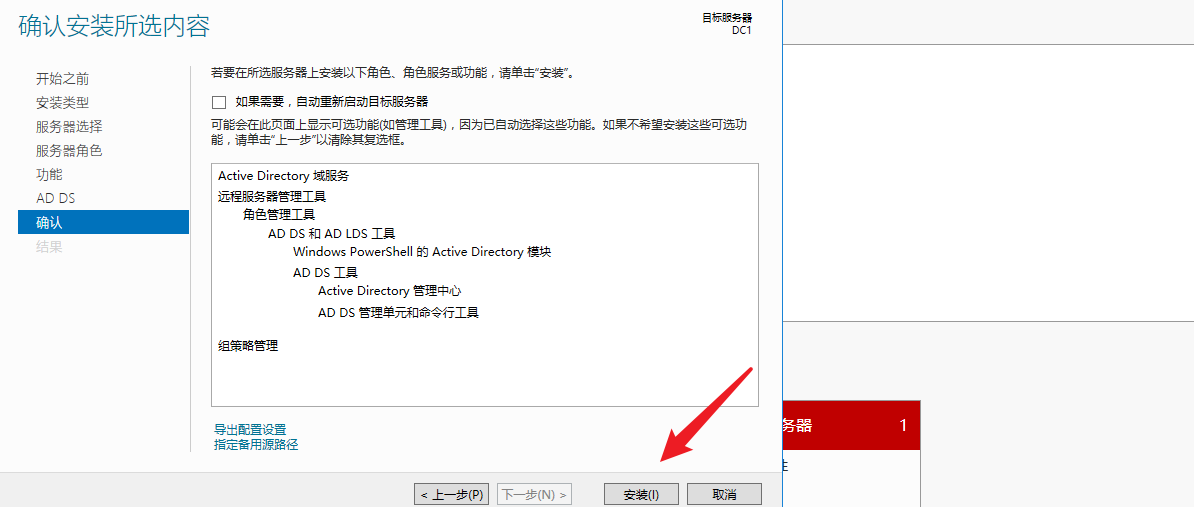 确认安装所选内容
目标服务器
DC1
开始之前
安装类型
服务器选择
服务器角色
功能
AD DS
确认
结果
若要在所选服务器上安装以下角色、角色服务或功能，请单击“安装”。
如果需要，自动重新启动目标服务器
可能会在此页面上显示可选功能(如管理工具)，因为已自动选择这些功能。如果不希望安装这些可选功
能，请单击“上一步”以清除其复选框。
Active Directory 域服务
远程服务器管理工具
角色管理工具
AD DS 和 AD LDS 工具
Windows PowerShell 的 Active Directory 模块
AD DS 工具
Active Directory 管理中心
AD DS 管理单元和命令行工具
组策略管理
导出配置设置
指定备用源路径
< 上一步(P)
下一步(N) >
安装(I)
取消
务器
1